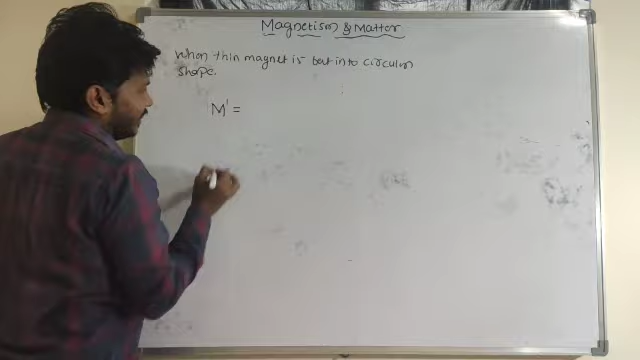 Magnetism & Matter
When thin magnet is bent into circular
shape.
M' =